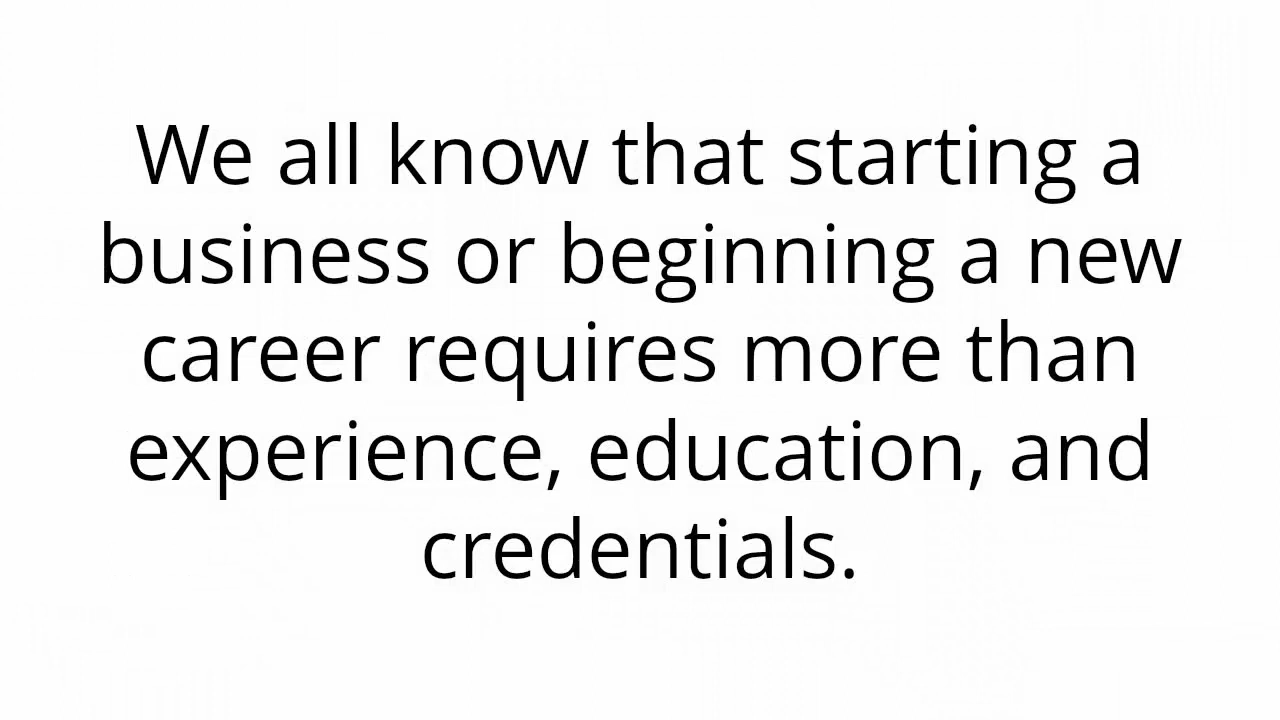 We all know that starting a
business or beginning a new
career requires more than
experience, education, and
credentials.